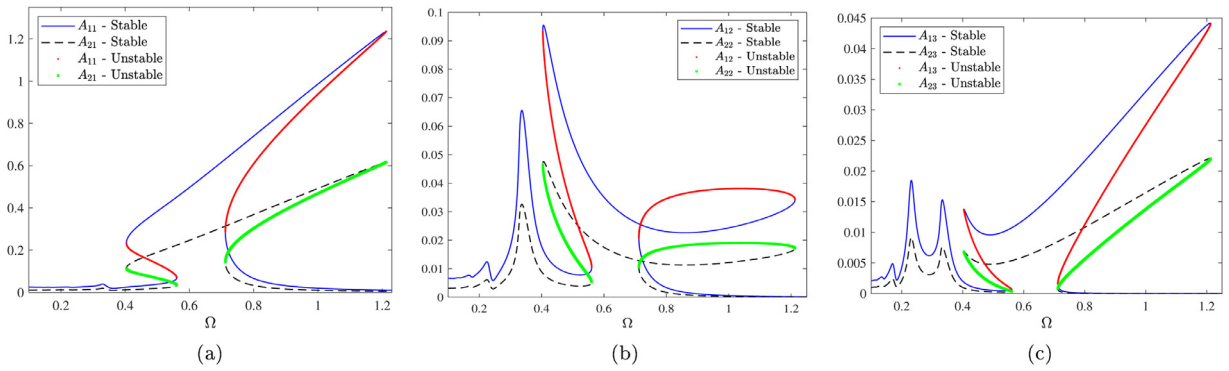 A₁₁ - Stable
A₂₁ - Stable
A₁₁ - Unstable
A₂₁ - Unstable
1.2
1
0.8
0.6
0.4
0.2
0
0.2 0.4 0.6 0.8 1 1.2
Ω
(a)
A₁₂ - Stable
A₂₂ - Stable
A₁₂ - Unstable
A₂₂ - Unstable
0.1
0.09
0.08
0.07
0.06
0.05
0.04
0.03
0.02
0.01
0
0.2 0.4 0.6 0.8 1 1.2
Ω
(b)
A₁₃ - Stable
A₂₃ - Stable
A₁₃ - Unstable
A₂₃ - Unstable
0.045
0.04
0.035
0.03
0.025
0.02
0.015
0.01
0.005
0
0.2 0.4 0.6 0.8 1 1.2
Ω
(c)